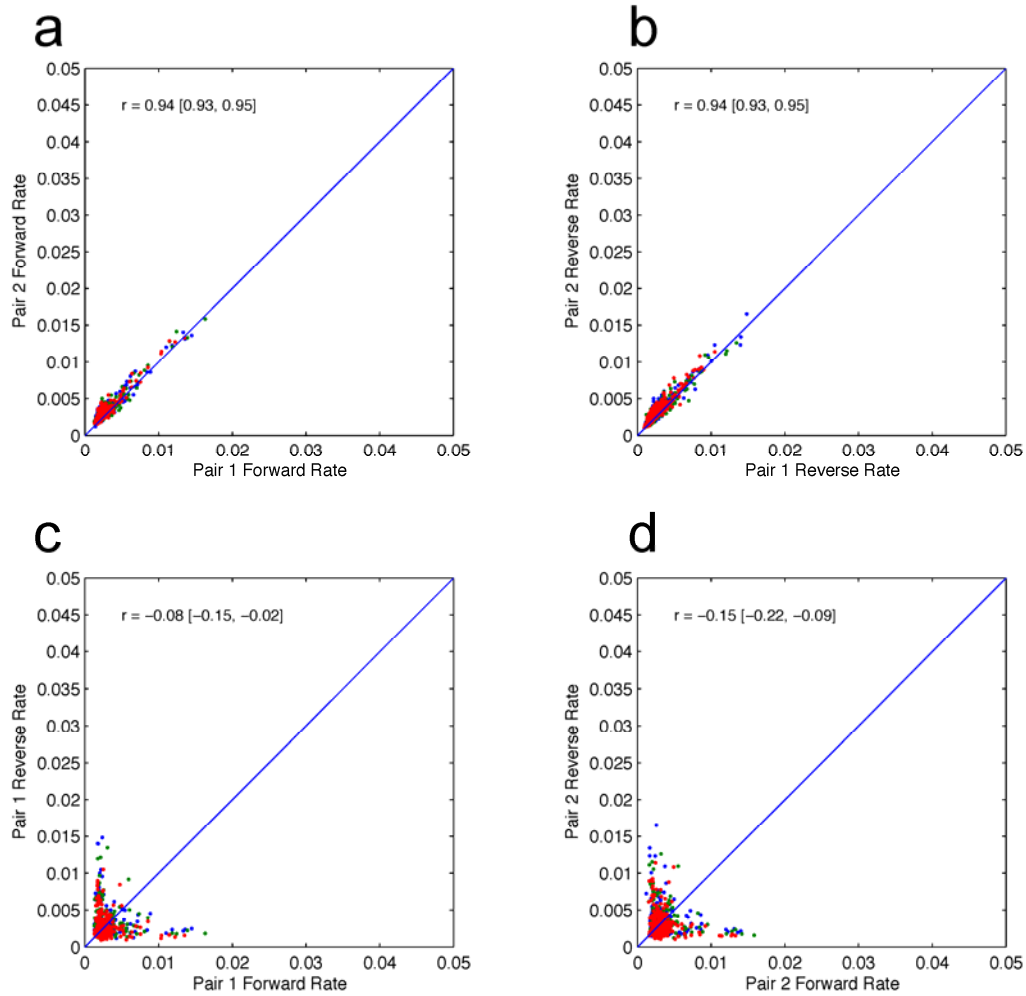 a
0.05
0.045
0.04
0.035
0.03
0.025
0.02
0.015
0.01
0.005
0
r = 0.94 [0.93, 0.95]
Pair 2 Forward Rate
0 0.01 0.02 0.03 0.04 0.05
Pair 1 Forward Rate
b
0.05
0.045
0.04
0.035
0.03
0.025
0.02
0.015
0.01
0.005
0
r = 0.94 [0.93, 0.95]
Pair 2 Reverse Rate
0 0.01 0.02 0.03 0.04 0.05
Pair 1 Reverse Rate
c
0.05
0.045
0.04
0.035
0.03
0.025
0.02
0.015
0.01
0.005
0
r = −0.08 [−0.15, −0.02]
Pair 1 Reverse Rate
0 0.01 0.02 0.03 0.04 0.05
Pair 1 Forward Rate
d
0.05
0.045
0.04
0.035
0.03
0.025
0.02
0.015
0.01
0.005
0
r = −0.15 [−0.22, −0.09]
Pair 2 Reverse Rate
0 0.01 0.02 0.03 0.04 0.05
Pair 2 Forward Rate